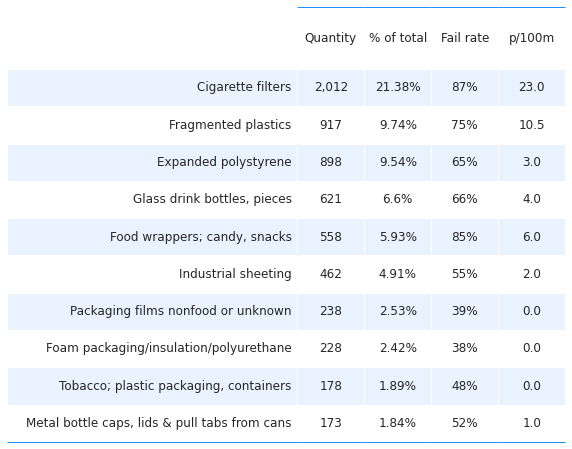 Quantity % of total Fail rate p/100m
Cigarette filters 2,012 21.38% 87% 23.0
Fragmented plastics 917 9.74% 75% 10.5
Expanded polystyrene 898 9.54% 65% 3.0
Glass drink bottles, pieces 621 6.6% 66% 4.0
Food wrappers; candy, snacks 558 5.93% 85% 6.0
Industrial sheeting 462 4.91% 55% 2.0
Packaging films nonfood or unknown 238 2.53% 39% 0.0
Foam packaging/insulation/polyurethane 228 2.42% 38% 0.0
Tobacco; plastic packaging, containers 178 1.89% 48% 0.0
Metal bottle caps, lids & pull tabs from cans 173 1.84% 52% 1.0